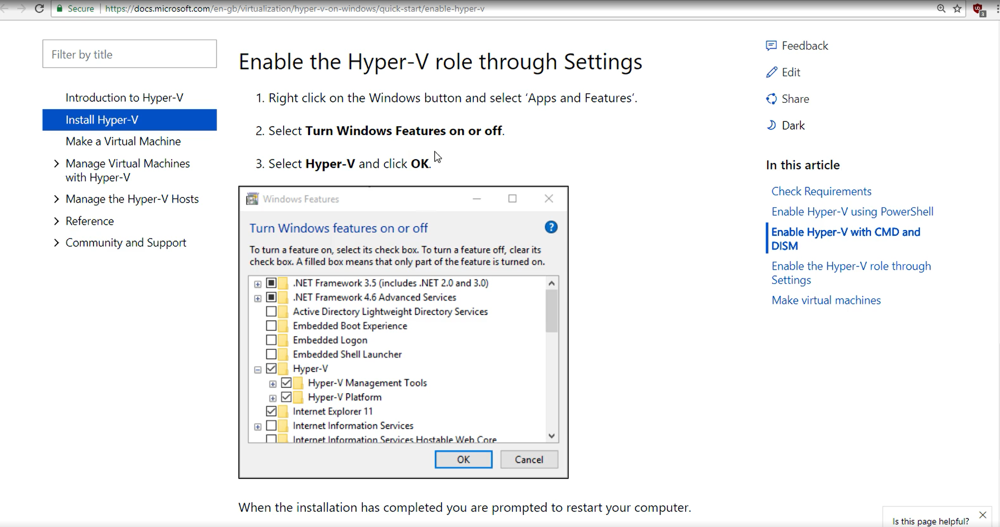 Secure
https://docs.microsoft.com/en-gb/virtualization/hyper-v-on-windows/quick-start/enable-hyper-v
3
Filter by title
Introduction to Hyper-V
Install Hyper-V
Make a Virtual Machine
Manage Virtual Machines
with Hyper-V
Manage the Hyper-V Hosts
Reference
Community and Support
Enable the Hyper-V role through Settings
1. Right click on the Windows button and select ‘Apps and Features’.
2. Select Turn Windows Features on or off.
3. Select Hyper-V and click OK.
Windows Features
Turn Windows features on or off
?
To turn a feature on, select its check box. To turn a feature off, clear its
check box. A filled box means that only part of the feature is turned on.
.NET Framework 3.5 (includes .NET 2.0 and 3.0)
.NET Framework 4.6 Advanced Services
Active Directory Lightweight Directory Services
Embedded Boot Experience
Embedded Logon
Embedded Shell Launcher
Hyper-V
Hyper-V Management Tools
Hyper-V Platform
Internet Explorer 11
Internet Information Services
Internet Information Services Hostable Web Core
OK
Cancel
When the installation has completed you are prompted to restart your computer.
Feedback
Edit
Share
Dark
In this article
Check Requirements
Enable Hyper-V using PowerShell
Enable Hyper-V with CMD and
DISM
Enable the Hyper-V role through
Settings
Make virtual machines
Is this page helpful?